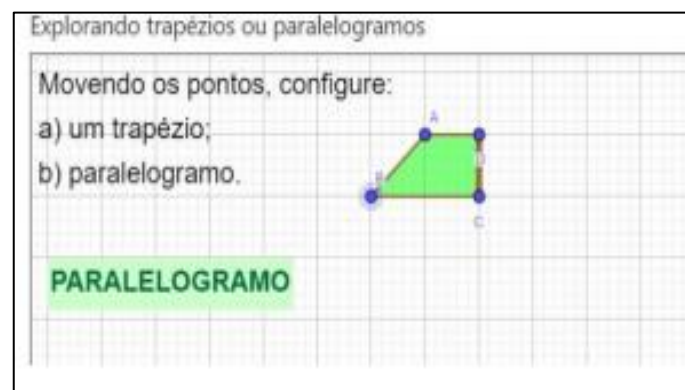 Explorando trapézios ou paralelogramos
Movendo os pontos, configure:
a) um trapézio;
b) paralelogramo.
A
B
D
C
PARALELOGRAMO